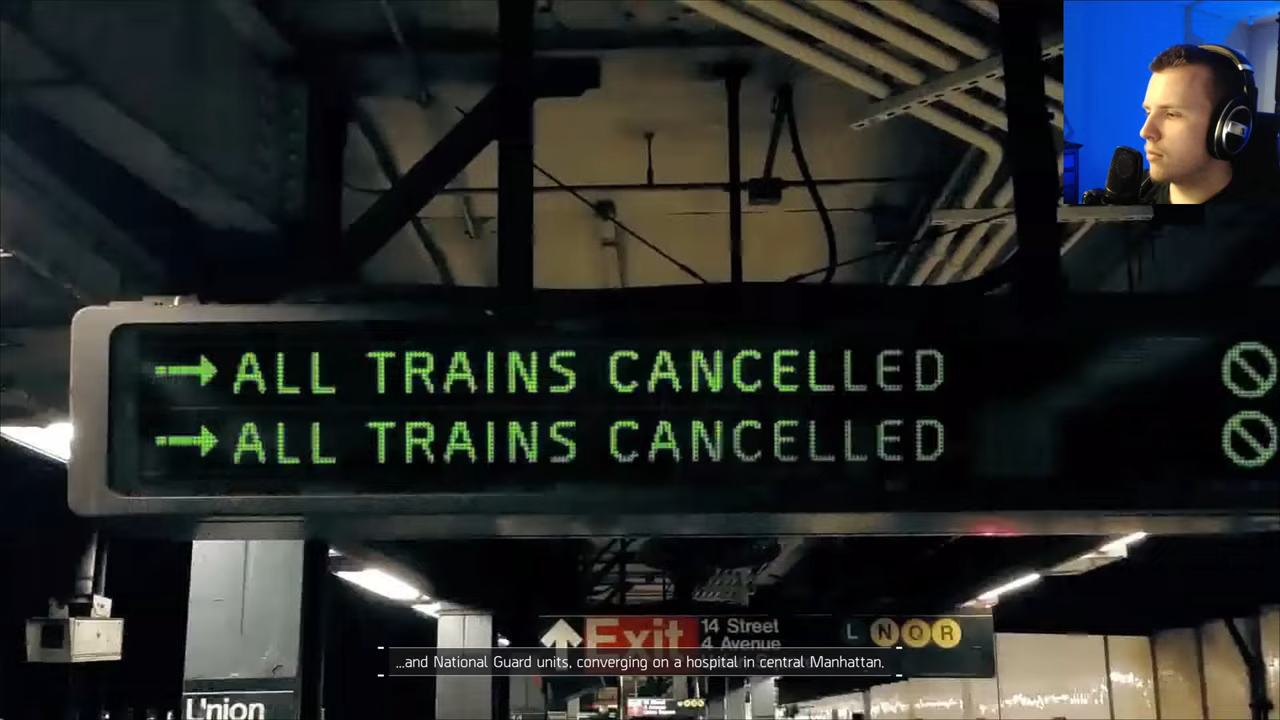 ALL TRAINS CANCELLED
ALL TRAINS CANCELLED
Exit
14 Street
4 Avenue
L N Q R
...and National Guard units, converging on a hospital in central Manhattan.
Union